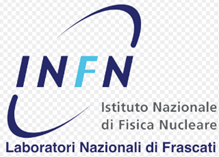 INFN
Istituto Nazionale
di Fisica Nucleare
Laboratori Nazionali di Frascati